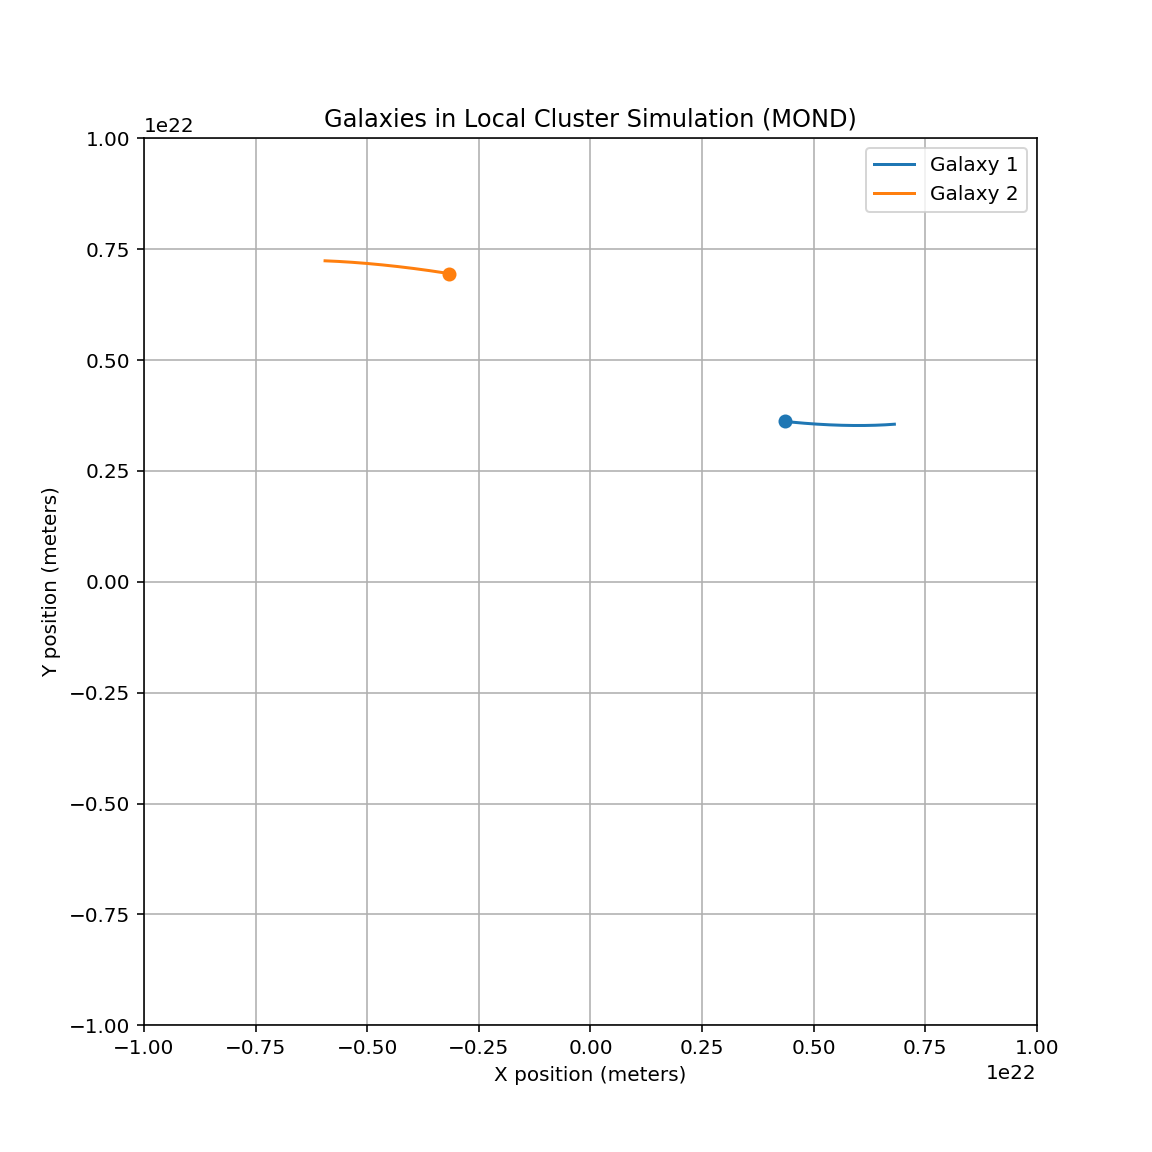 Galaxies in Local Cluster Simulation (MOND)
1e22
Galaxy 1
Galaxy 2
1.00
0.75
0.50
0.25
0.00
−0.25
−0.50
−0.75
−1.00
Y position (meters)
−1.00 −0.75 −0.50 −0.25 0.00 0.25 0.50 0.75 1.00
X position (meters)
1e22